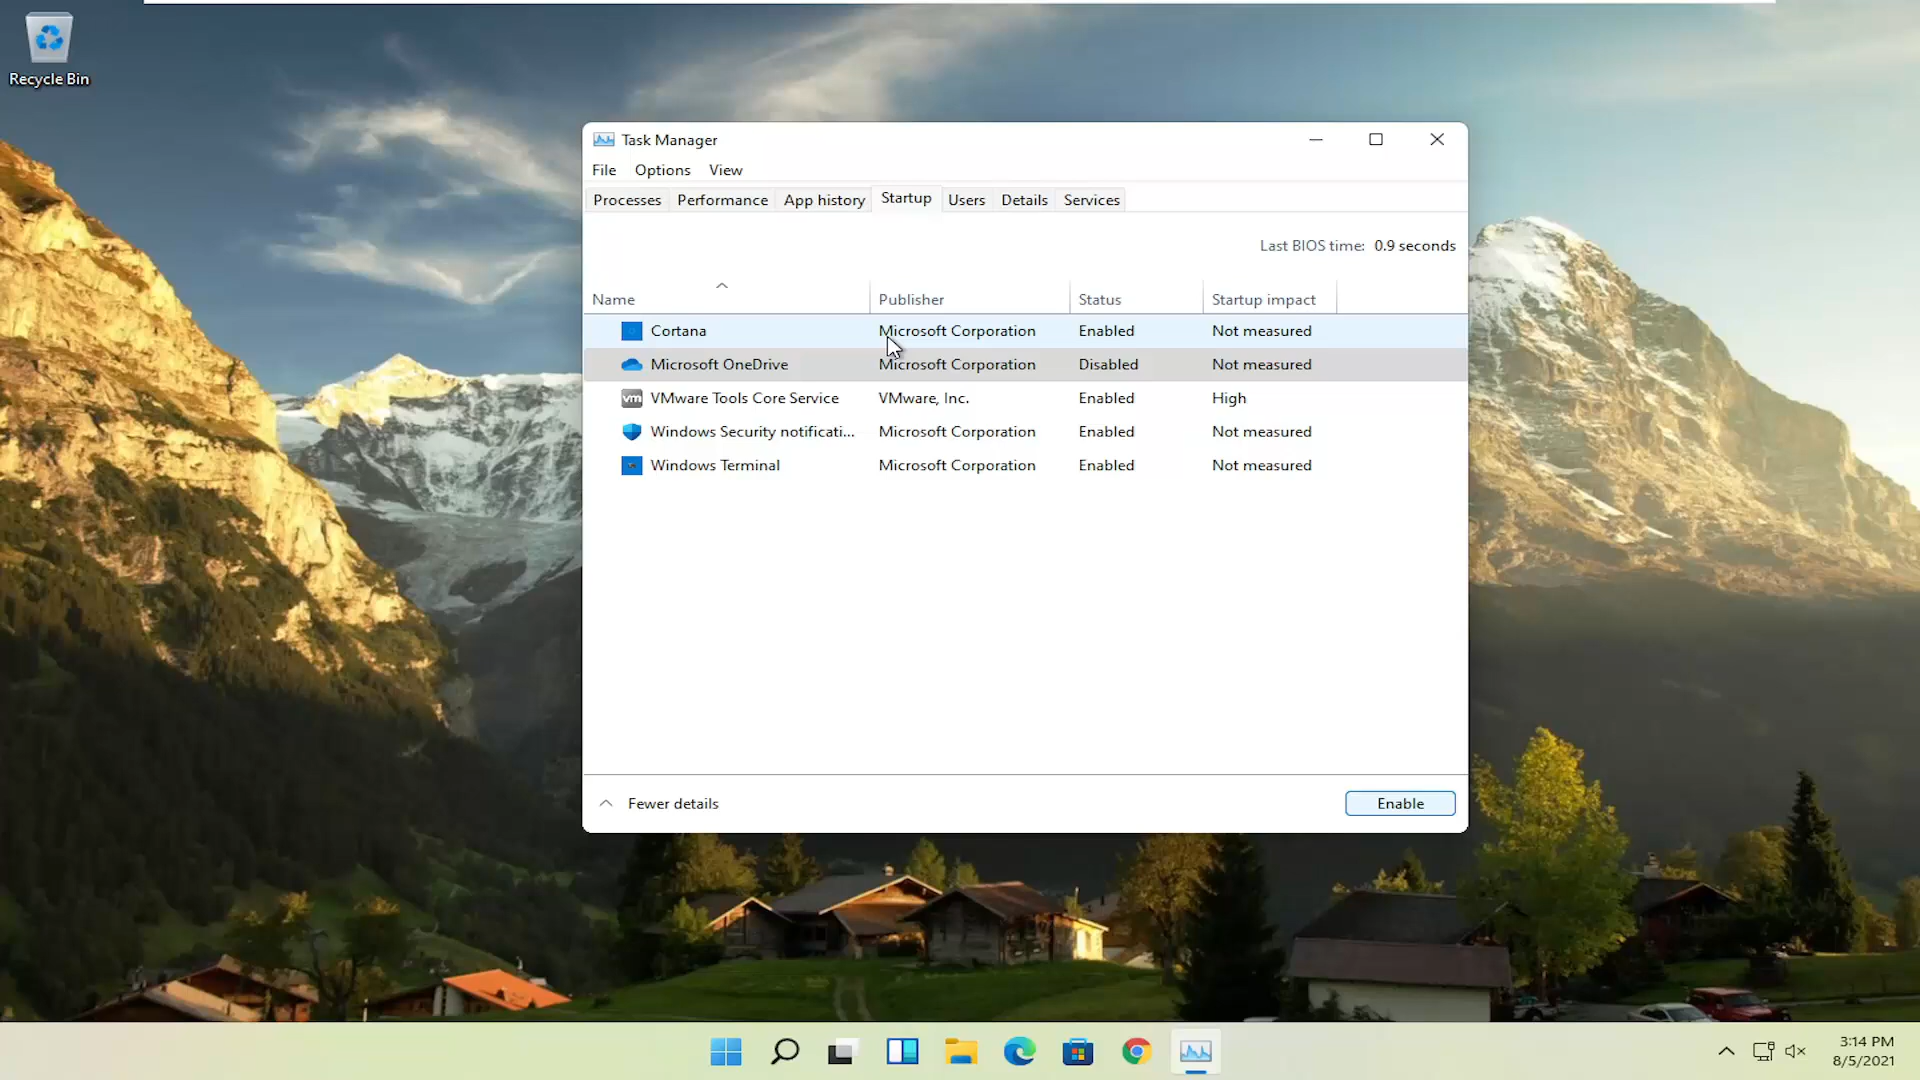 Recycle Bin
Task Manager
File Options View
Processes Performance App history Startup Users Details Services
Last BIOS time: 0.9 seconds
Name Publisher Status Startup impact
Cortana Microsoft Corporation Enabled Not measured
Microsoft OneDrive Microsoft Corporation Disabled Not measured
vm VMware Tools Core Service VMware, Inc. Enabled High
Windows Security notificati... Microsoft Corporation Enabled Not measured
Windows Terminal Microsoft Corporation Enabled Not measured
Fewer details Enable
3:14 PM
8/5/2021